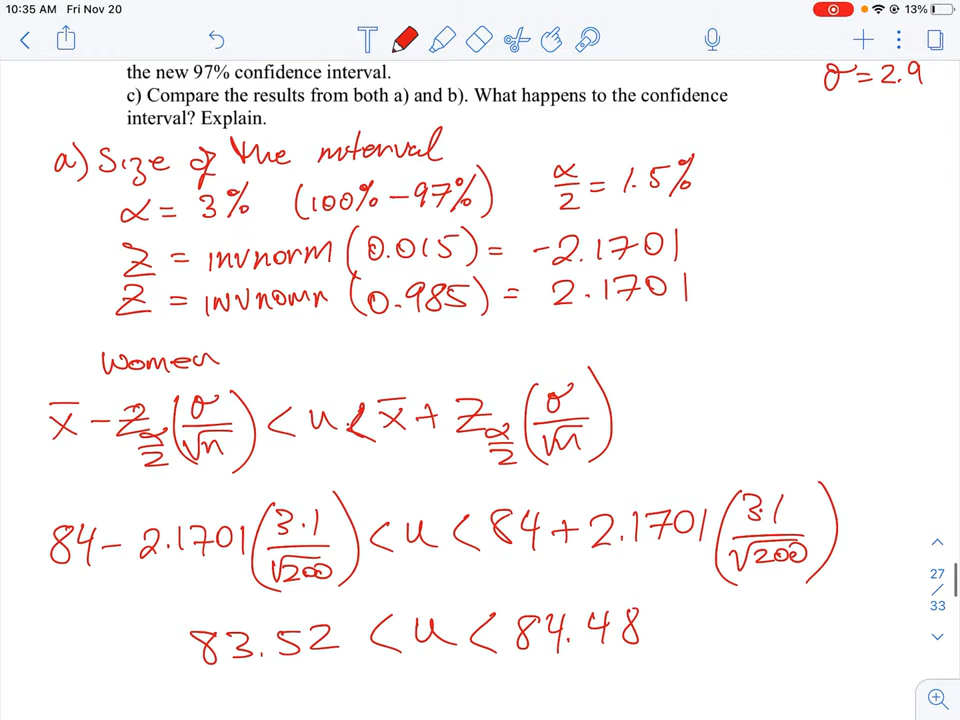 10:35 AM Fri Nov 20
13%
T
the new 97% confidence interval.
σ = 2.9
c) Compare the results from both a) and b). What happens to the confidence
interval? Explain.
a) Size of the interval
α = 3% (100% - 97%) α/2 = 1.5%
Z = invnorm (0.015) = -2.1701
Z = invnorm (0.985) = 2.1701
Women
x̄ - Z α/2 (σ/√n) < u < x̄ + Z α/2 (σ/√n)
84 - 2.1701 (3.1/√200) < u < 84 + 2.1701 (3.1/√200)
83.52 < u < 84.48
27
/
33